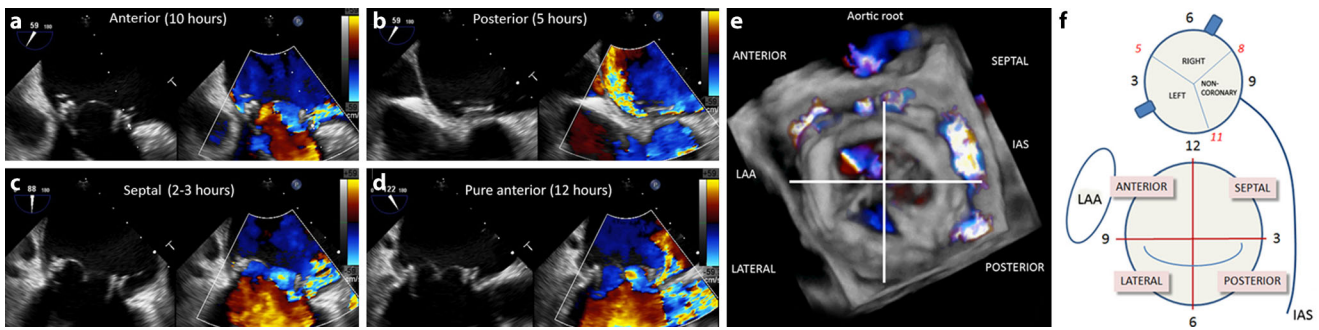 a
59
Anterior (10 hours)
b
59
Posterior (5 hours)
c
88
Septal (2-3 hours)
d
122
Pure anterior (12 hours)
e
Aortic root
ANTERIOR
SEPTAL
IAS
LAA
LATERAL
POSTERIOR
f
6
5
8
RIGHT
3
LEFT
NON-
CORONARY
9
11
12
LAA
ANTERIOR
SEPTAL
9
3
LATERAL
POSTERIOR
6
IAS